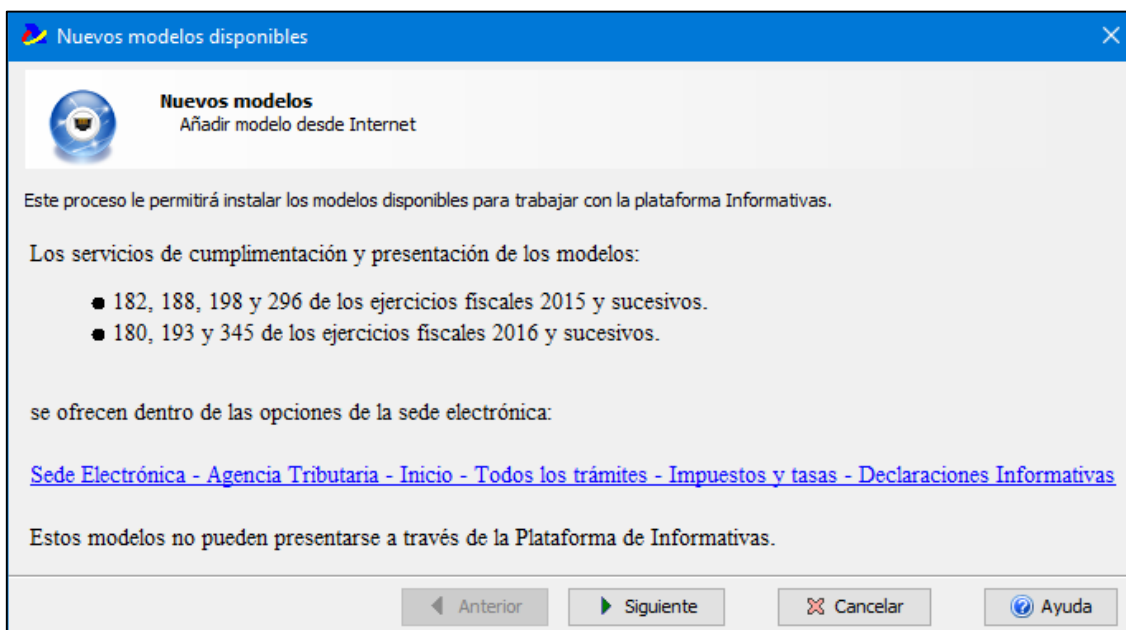 Nuevos modelos disponibles
Nuevos modelos
Añadir modelo desde Internet
Este proceso le permitirá instalar los modelos disponibles para trabajar con la plataforma Informativas.
Los servicios de cumplimentación y presentación de los modelos:
● 182, 188, 198 y 296 de los ejercicios fiscales 2015 y sucesivos.
● 180, 193 y 345 de los ejercicios físcales 2016 y sucesivos.
se ofrecen dentro de las opciones de la sede electrónica:
Sede Electrónica - Agencia Tributaria - Inicio - Todos los trámites - Impuestos y tasas - Declaraciones Informativas
Estos modelos no pueden presentarse a través de la Plataforma de Informativas.
Anterior Siguiente Cancelar Ayuda